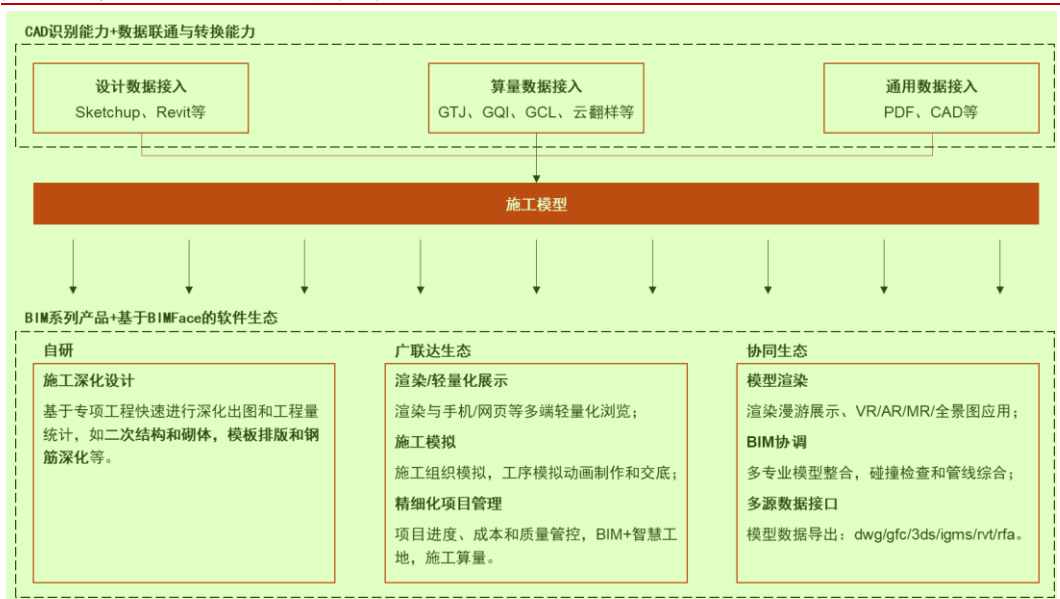 CAD识别能力+数据联通与转换能力
设计数据接入
Sketchup、Revit等
算量数据接入
GTJ、GQI、GCL、云翻样等
通用数据接入
PDF、CAD等
施工模型
BIM系列产品+基于BIMFace的软件生态
自研
施工深化设计
基于专项工程快速进行深化出图和工程量
统计，如二次结构和砌体，模板排版和钢
筋深化等。
广联达生态
渲染/轻量化展示
渲染与手机/网页等多端轻量化浏览；
施工模拟
施工组织模拟，工序模拟动画制作和交底；
精细化项目管理
项目进度、成本和质量管控，BIM+智慧工
地，施工算量。
协同生态
模型渲染
渲染漫游展示、VR/AR/MR/全景图应用；
BIM协调
多专业模型整合，碰撞检查和管线综合；
多源数据接口
模型数据导出：dwg/gfc/3ds/igms/rvt/rfa。